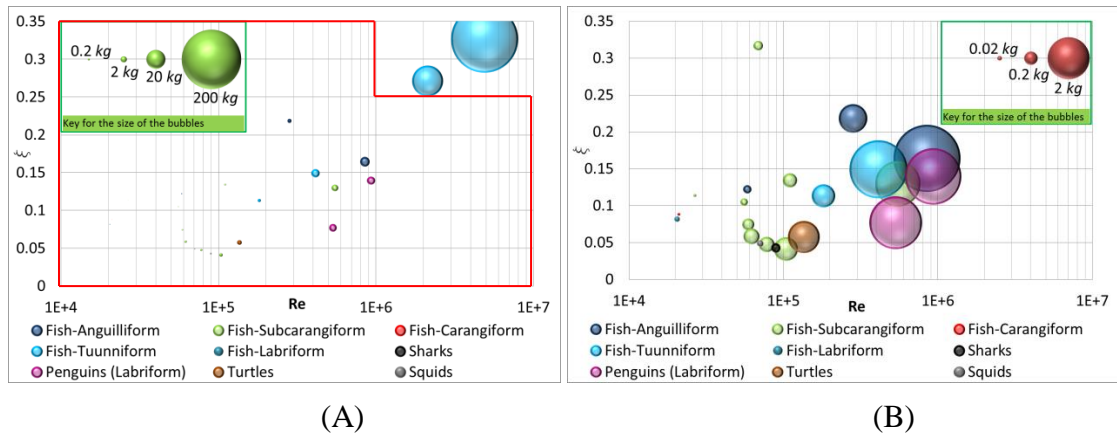 0.35
0.3
0.25
0.2
0.15
0.1
0.05
0
ξ
0.2 kg
2 kg
20 kg
200 kg
Key for the size of the bubbles
1E+4
1E+5
Re
1E+6
1E+7
Fish-Anguilliform
Fish-Subcarangiform
Fish-Carangiform
Fish-Tuunniform
Fish-Labriform
Sharks
Penguins (Labriform)
Turtles
Squids
(A)
0.35
0.3
0.25
0.2
0.15
0.1
0.05
0
ξ
0.02 kg
0.2 kg
2 kg
Key for the size of the bubbles
1E+4
1E+5
Re
1E+6
1E+7
Fish-Anguilliform
Fish-Subcarangiform
Fish-Carangiform
Fish-Tuunniform
Fish-Labriform
Sharks
Penguins (Labriform)
Turtles
Squids
(B)